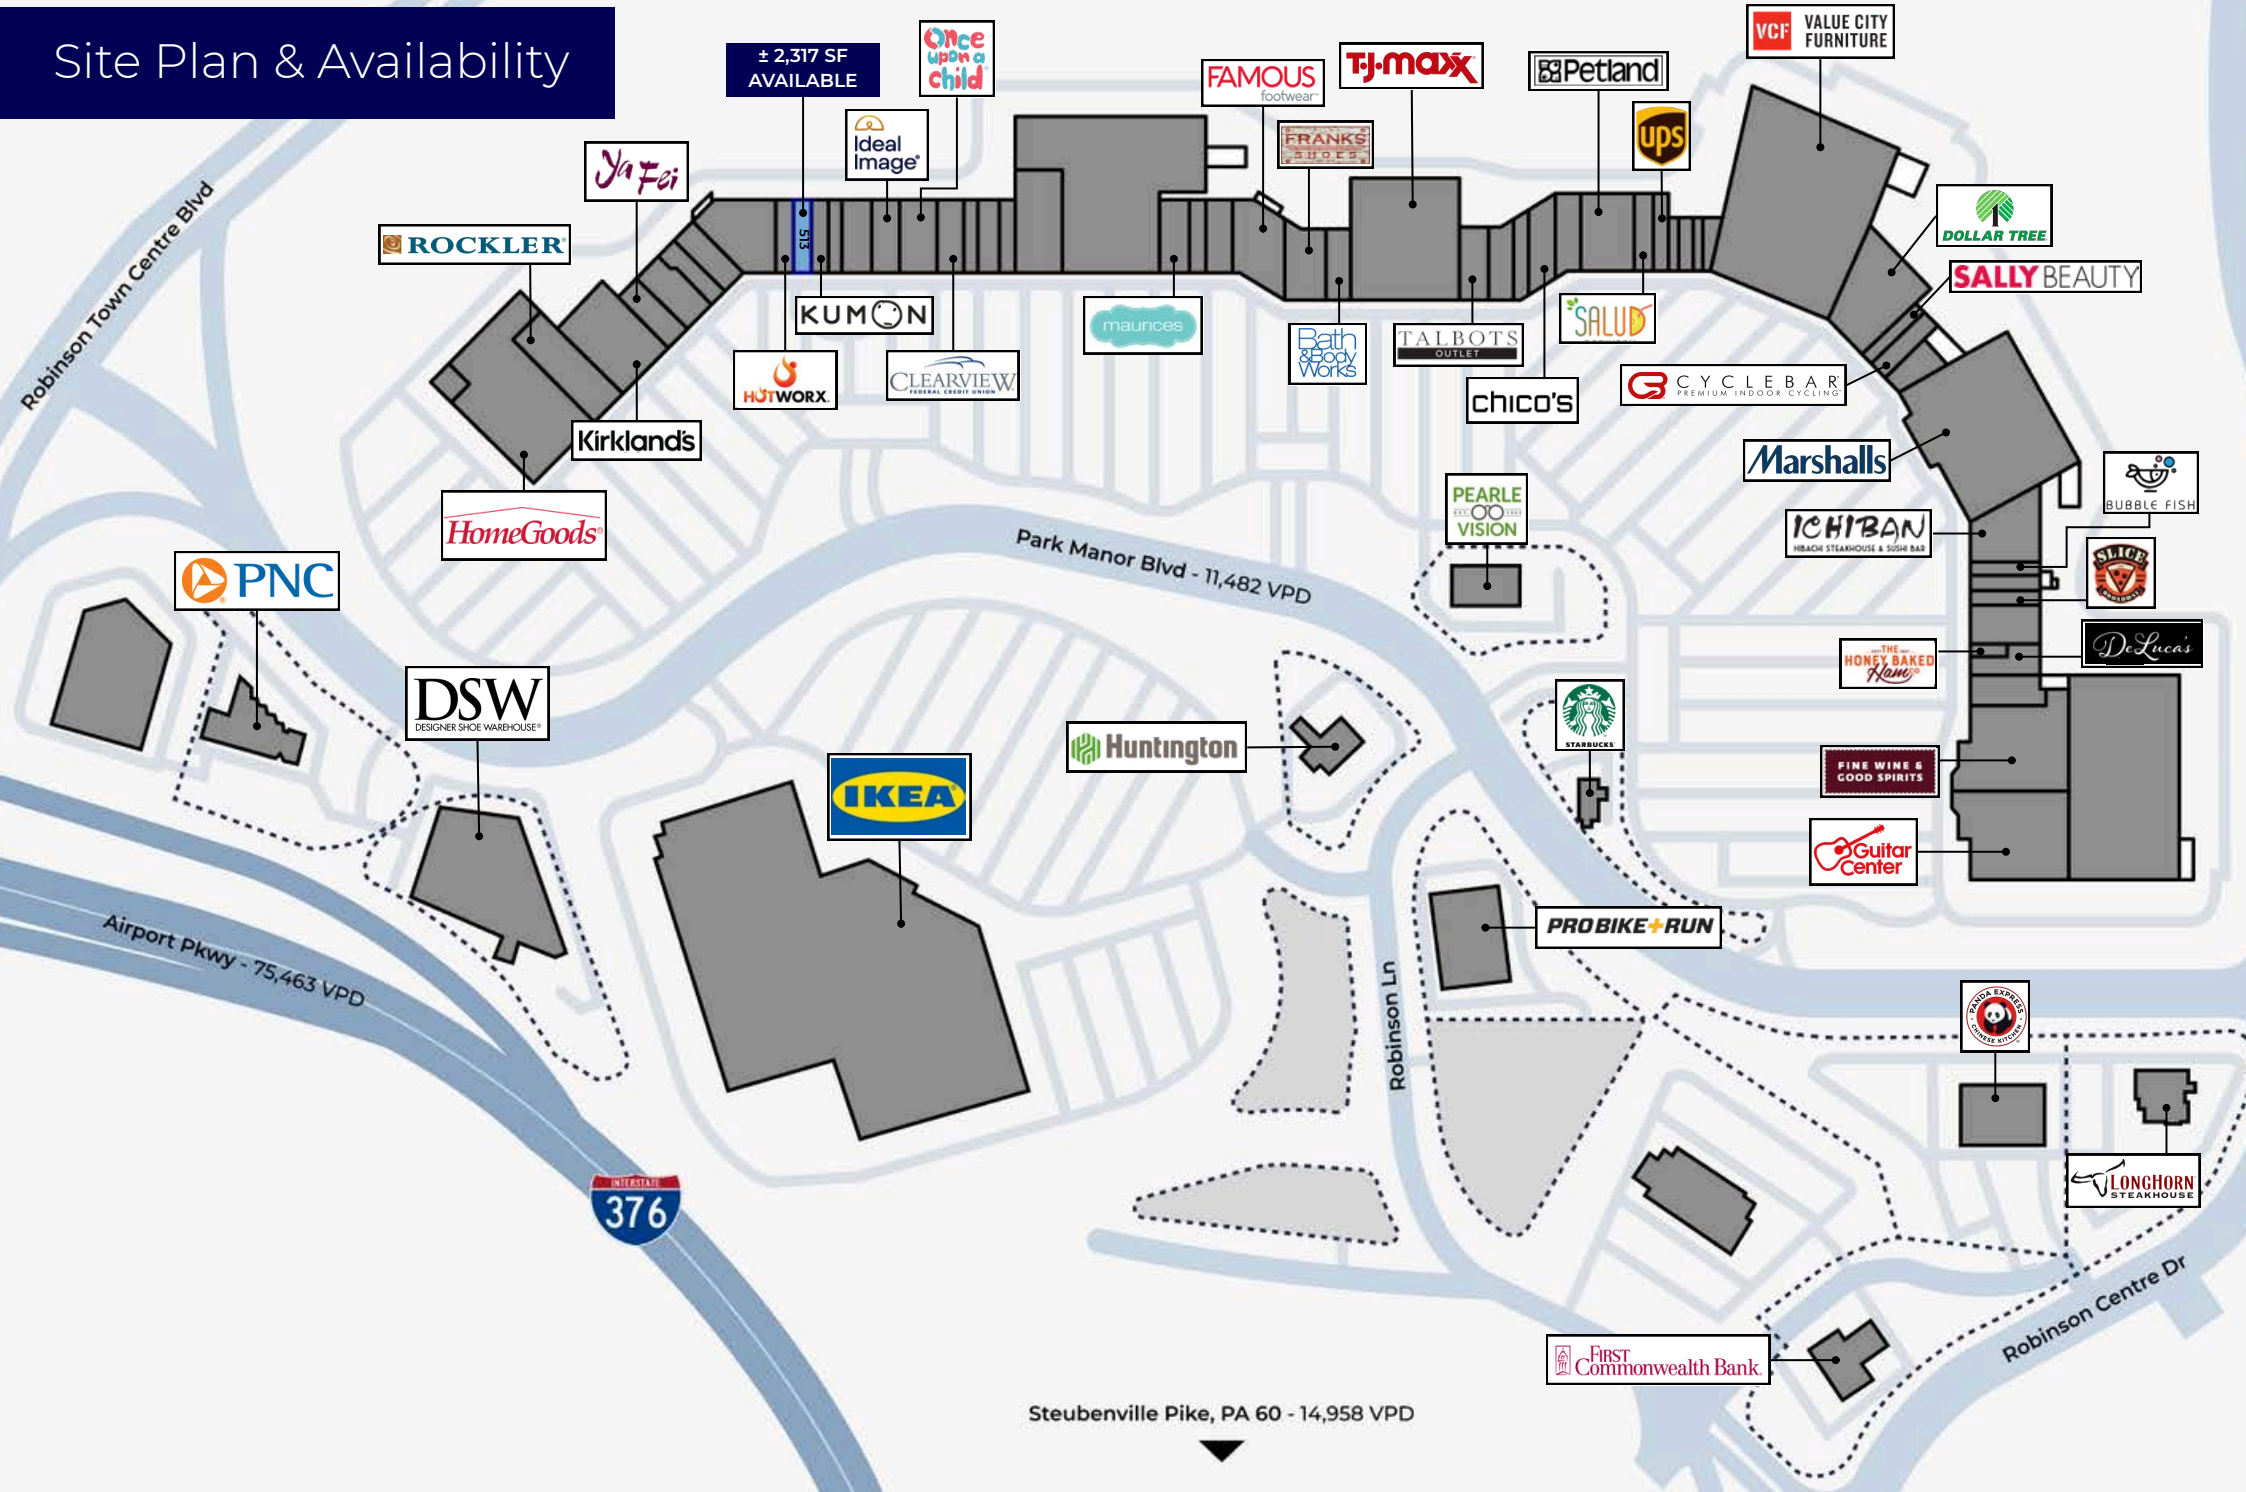 Site Plan & Availability
± 2,317 SF
AVAILABLE
Once
upon a
child
Ideal
Image
Ya Fei
ROCKLER
513
KUMON
HOTWORX
CLEARVIEW
FEDERAL CREDIT UNION
Kirkland's
HomeGoods
maurices
FAMOUS
footwear
FRANKS
SHOES
T·J·maxx
Bath
&Body
Works
TALBOTS
OUTLET
chico's
Petland
ups
SALUD
VCF
VALUE CITY
FURNITURE
DOLLAR TREE
SALLY BEAUTY
CYCLEBAR
PREMIUM INDOOR CYCLING
Marshalls
BUBBLE FISH
ICHIBAN
HIBACHI STEAKHOUSE & SUSHI BAR
SLICE
DeLuca's
THE
HONEY BAKED
Ham CO
FINE WINE &
GOOD SPIRITS
Guitar
Center
PEARLE
VISION
STARBUCKS
Huntington
PRO BIKE+RUN
PNC
DSW
DESIGNER SHOE WAREHOUSE
IKEA
PANDA EXPRESS
CHINESE KITCHEN
LONGHORN
STEAKHOUSE
FIRST
Commonwealth Bank
Robinson Town Centre Blvd
Park Manor Blvd - 11,482 VPD
Airport Pkwy - 75,463 VPD
Robinson Ln
Robinson Centre Dr
INTERSTATE
376
Steubenville Pike, PA 60 - 14,958 VPD